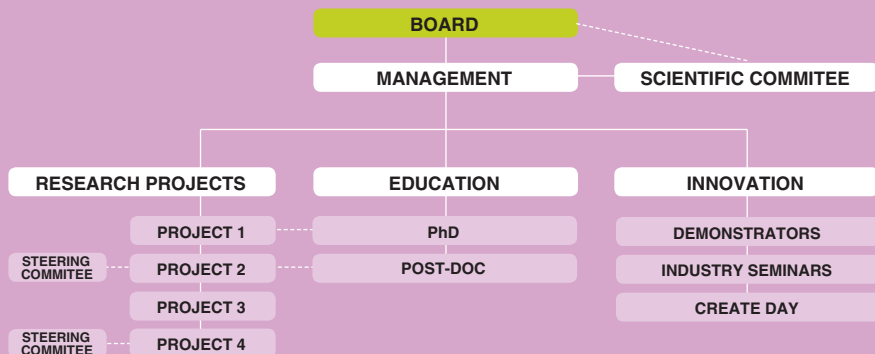 BOARD
MANAGEMENT
SCIENTIFIC COMMITEE
RESEARCH PROJECTS
EDUCATION
INNOVATION
PROJECT 1
PhD
DEMONSTRATORS
STEERING
COMMITEE
PROJECT 2
POST-DOC
INDUSTRY SEMINARS
PROJECT 3
CREATE DAY
STEERING
COMMITEE
PROJECT 4